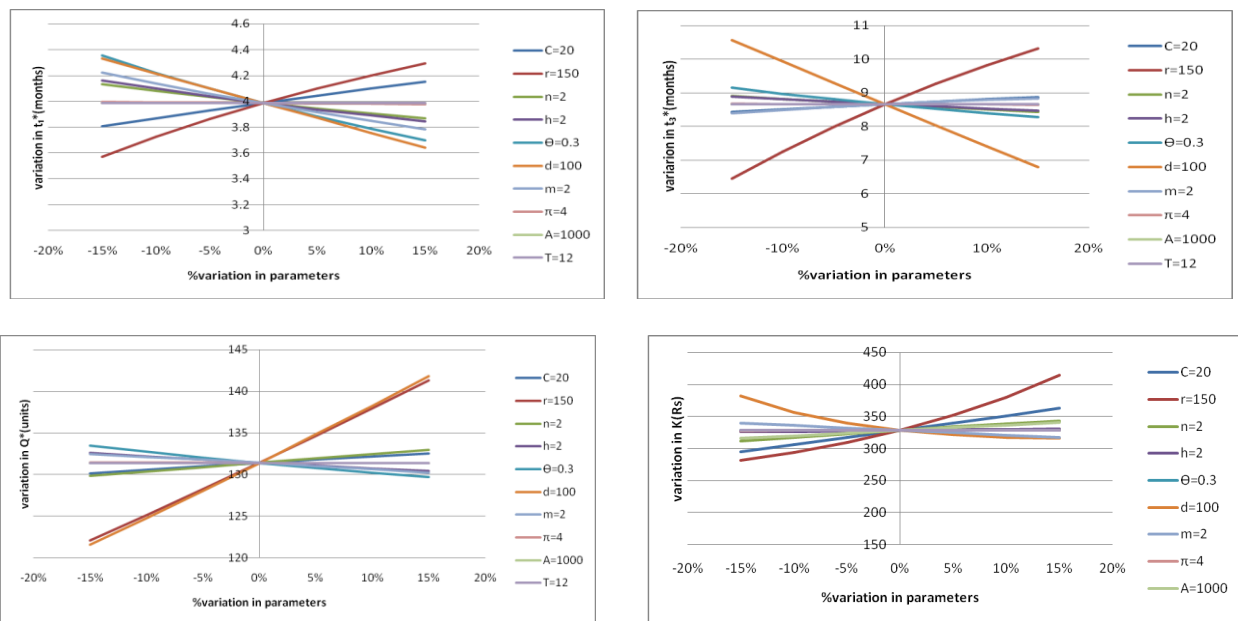 variation in t₁*(months)
4.6
4.4
4.2
4
3.8
3.6
3.4
3.2
3
-20% -15% -10% -5% 0% 5% 10% 15% 20%
%variation in parameters
C=20
r=150
n=2
h=2
Ө=0.3
d=100
m=2
π=4
A=1000
T=12
variarion in t₃*(months)
11
10
9
8
7
6
5
-20% -10% 0% 10% 20%
%variation in parameters
C=20
r=150
n=2
h=2
Ө=0.3
d=100
m=2
π=4
A=1000
T=12
variation in Q*(units)
145
140
135
130
125
120
-20% -15% -10% -5% 0% 5% 10% 15% 20%
%variation in parameters
C=20
r=150
n=2
h=2
Ө=0.3
d=100
m=2
π=4
A=1000
T=12
variation in K(Rs)
450
400
350
300
250
200
150
-20% -15% -10% -5% 0% 5% 10% 15% 20%
%variation in parameters
C=20
r=150
n=2
h=2
Ө=0.3
d=100
m=2
π=4
A=1000